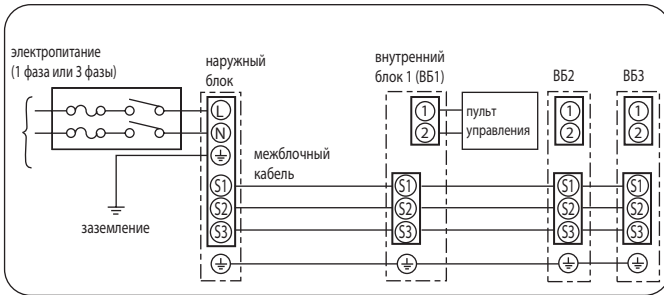 электропитание
(1 фаза или 3 фазы)
наружный
блок
внутренний
блок 1 (ВБ1)
ВБ2
ВБ3
L
N
S1
S2
S3
заземление
межблочный
кабель
1
2
пульт
управления
S1
S2
S3
1
2
S1
S2
S3
1
2
S1
S2
S3